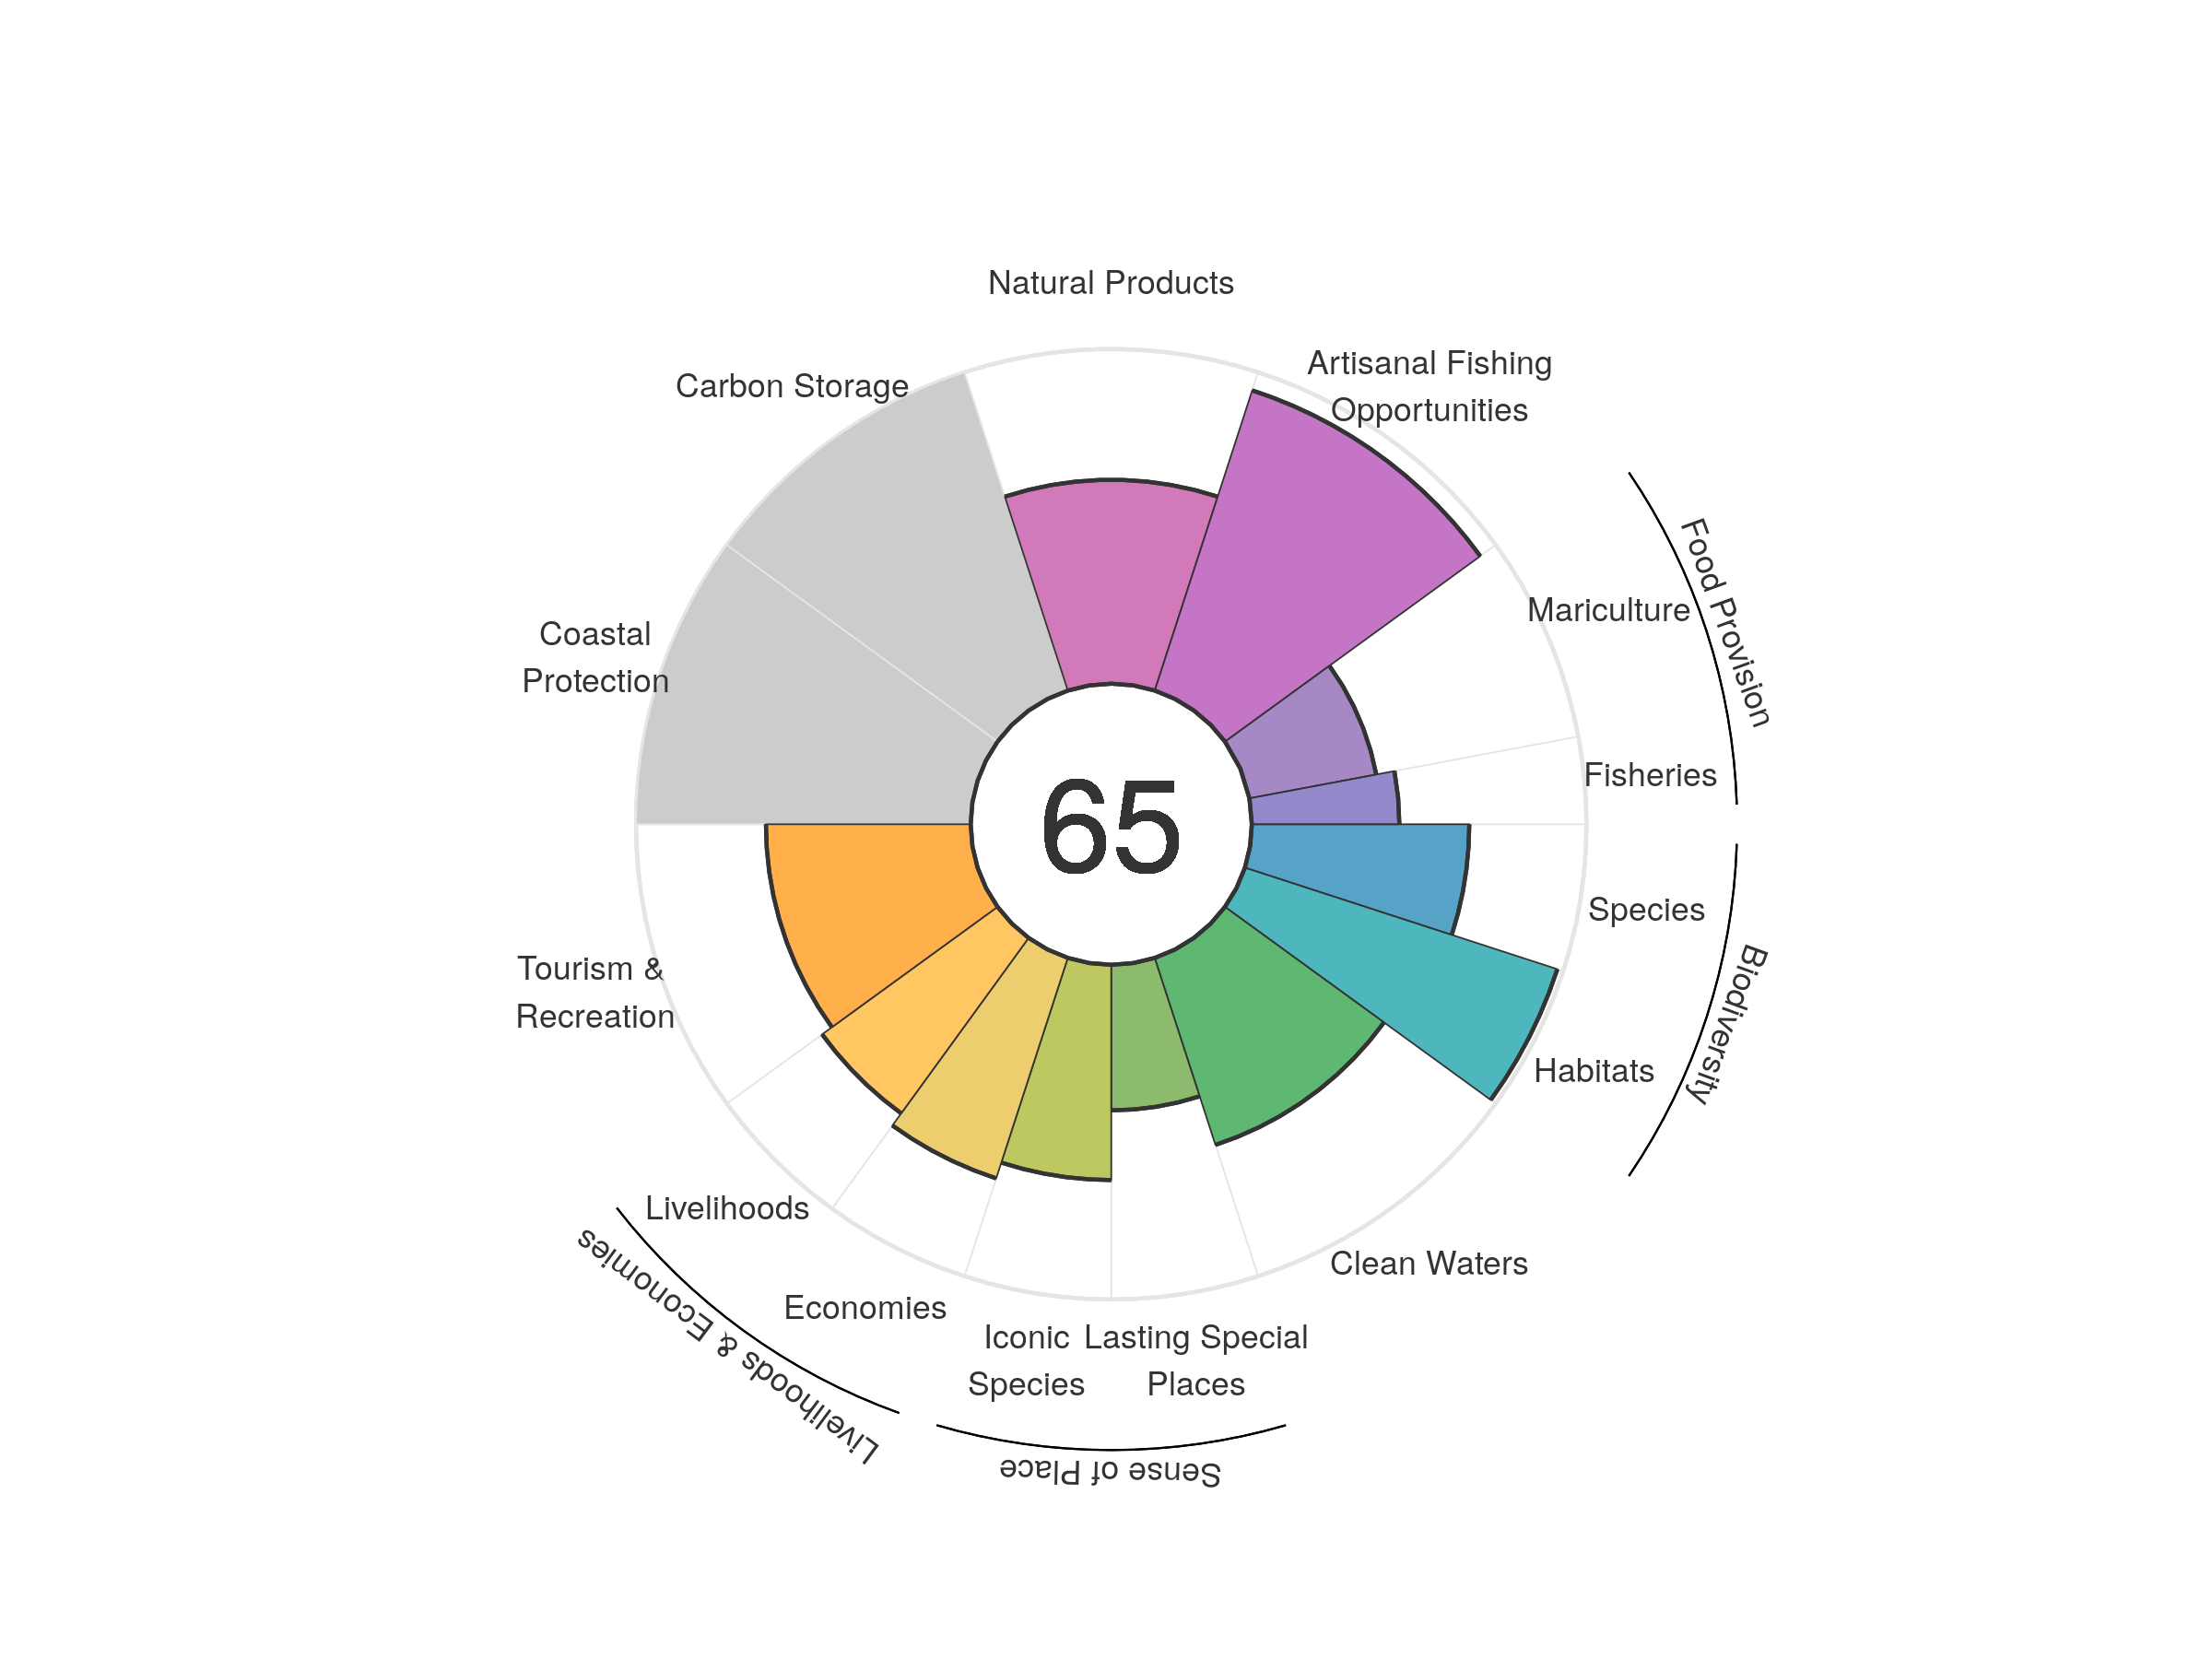 Natural Products
Artisanal Fishing
Opportunities
Carbon Storage
Mariculture
Food Provision
Coastal
Protection
Fisheries
65
Species
Biodiversity
Tourism &
Recreation
Habitats
Livelihoods
Livelihoods & Economies
Clean Waters
Economies
Iconic
Species
Lasting Special
Places
Sense of Place